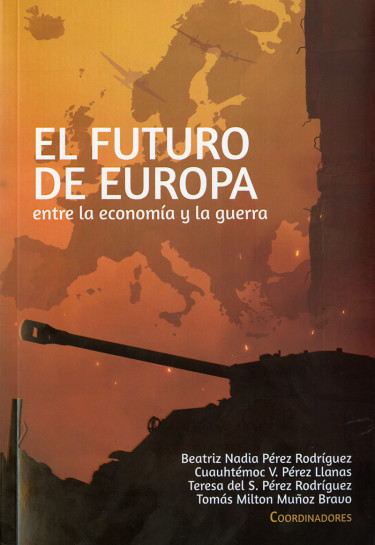 EL FUTURO
DE EUROPA
entre la economía y la guerra
Beatriz Nadia Pérez Rodríguez
Cuauhtémoc V. Pérez Llanas
Teresa del S. Pérez Rodríguez
Tomás Milton Muñoz Bravo
COORDINADORES